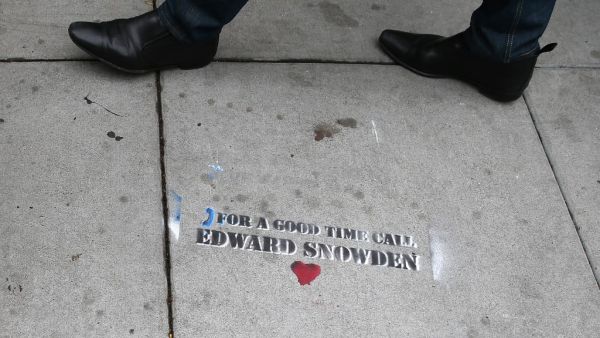 FOR A GOOD TIME CALL
EDWARD SNOWDEN